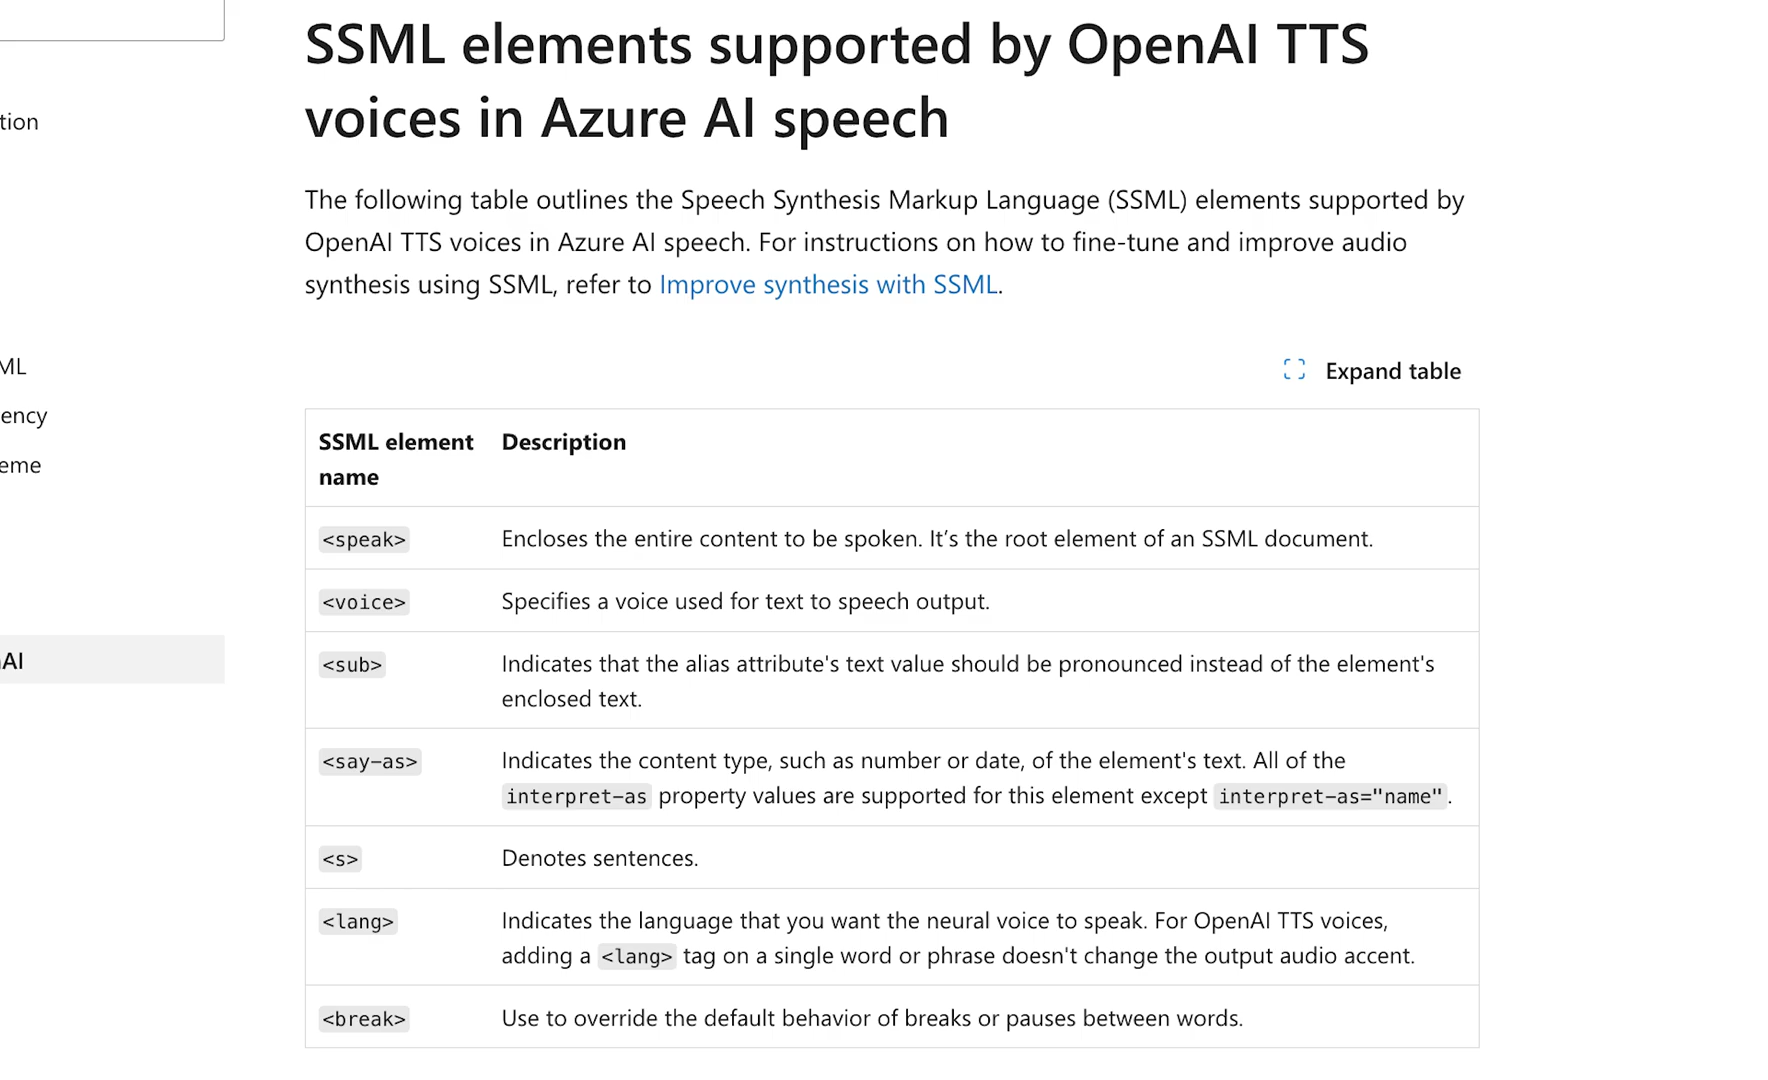 SSML elements supported by OpenAI TTS
voices in Azure AI speech
tion
The following table outlines the Speech Synthesis Markup Language (SSML) elements supported by
OpenAI TTS voices in Azure AI speech. For instructions on how to fine-tune and improve audio
synthesis using SSML, refer to Improve synthesis with SSML.
ML
ency
eme
AI
Expand table
SSML element
name
Description
<speak>
Encloses the entire content to be spoken. It’s the root element of an SSML document.
<voice>
Specifies a voice used for text to speech output.
<sub>
Indicates that the alias attribute's text value should be pronounced instead of the element's
enclosed text.
<say-as>
Indicates the content type, such as number or date, of the element's text. All of the
interpret-as property values are supported for this element except interpret-as="name".
<s>
Denotes sentences.
<lang>
Indicates the language that you want the neural voice to speak. For OpenAI TTS voices,
adding a <lang> tag on a single word or phrase doesn't change the output audio accent.
<break>
Use to override the default behavior of breaks or pauses between words.